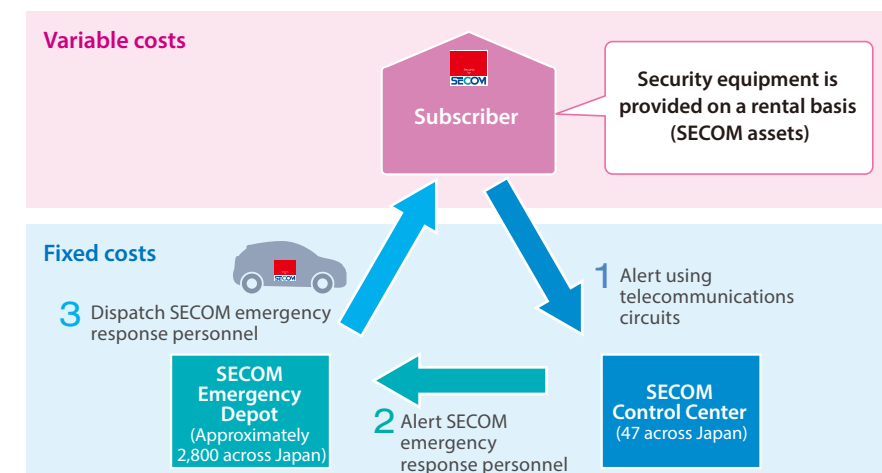 Variable costs
SECOM
Subscriber
Security equipment is
provided on a rental basis
(SECOM assets)
Fixed costs
SECOM
1 Alert using
telecommunications
circuits
3 Dispatch SECOM emergency
response personnel
SECOM
Emergency
Depot
(Approximately
2,800 across Japan)
2 Alert SECOM
emergency
response personnel
SECOM
Control Center
(47 across Japan)